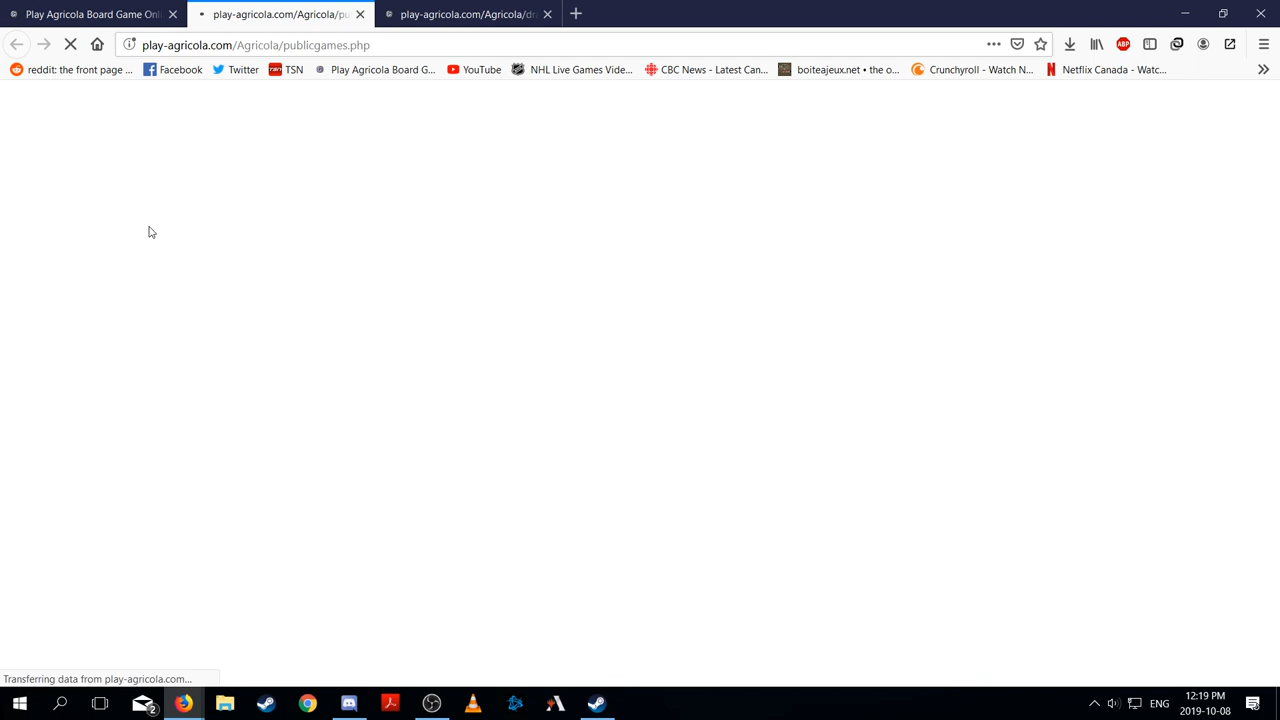 Play Agricola Board Game Onl
play-agricola.com/Agricola/pu
play-agricola.com/Agricola/dr
play-agricola.com/Agricola/publicgames.php
ABP
reddit: the front page ...
Facebook
Twitter
TSN
Play Agricola Board G...
YouTube
NHL Live Games Vide...
CBC News - Latest Can...
boiteajeux.net • the o...
Crunchyroll - Watch N...
Netflix Canada - Watc...
Transferring data from play-agricola.com...
2
ENG
12:19 PM
2019-10-08